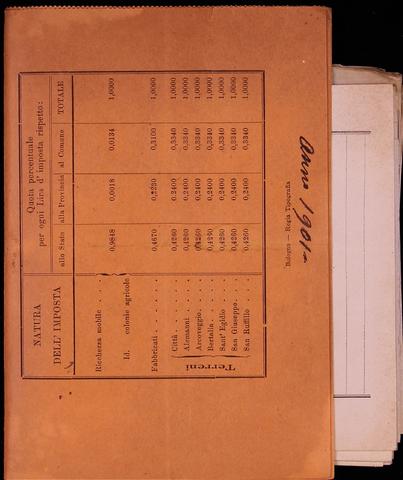 NATURA
DELL' IMPOSTA
Quota percentuale
per ogni Lira d' imposta rispetto:
allo Stato alla Provincia al Comune TOTALE
Ricchezza mobile . . . 0,9848 0,0018 0,0134 1,0000
Id. colonie agricole
Fabbricati . . . . . . 0,4670 0,2230 0,3100 1,0000
Terreni
Città . . . . . . 0,4260 0,2400 0,3340 1,0000
Alemanni . . . . 0,4260 0,2400 0,3340 1,0000
Arcoveggio . . . 0,4260 0,2400 0,3340 1,0000
Bertalia . . . . . 0,4260 0,2400 0,3340 1,0000
Sant' Egidio . . . 0,4260 0,2400 0,3340 1,0000
San Giuseppe . . . 0,4260 0,2400 0,3340 1,0000
San Ruffillo . . . 0,4260 0,2400 0,3340 1,0000
Bologna — Regia Tipografia
Anno 1901-